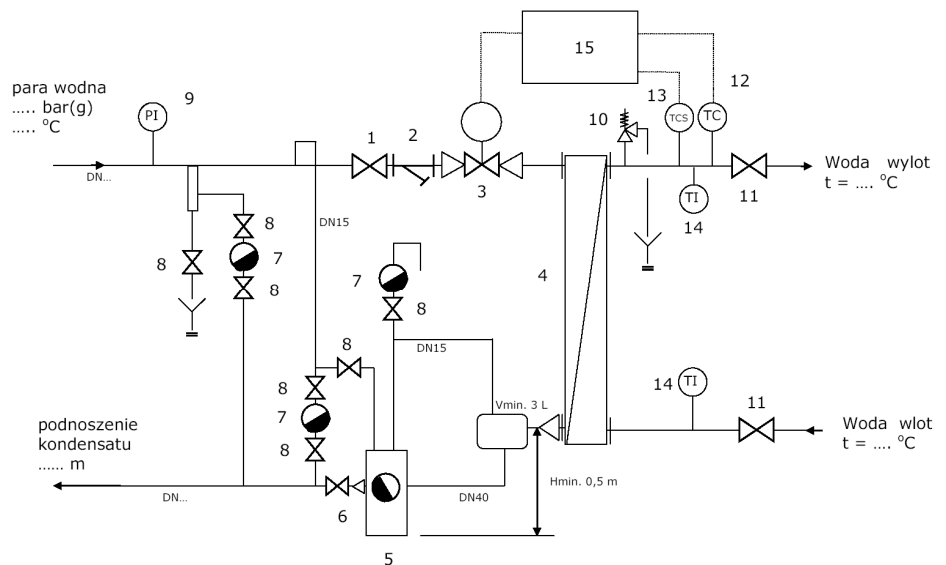 15
para wodna
….. bar(g)
….. °C
9
PI
12
13
TCS
TC
10
1
2
3
DN...
Woda wylot
t = .... °C
11
TI
14
8
8
7
8
DN15
7
8
4
DN15
8
8
7
8
Vmin. 3 L
14
TI
11
Woda wlot
t = .... °C
podnoszenie
kondensatu
...... m
DN...
6
DN40
Hmin. 0,5 m
5